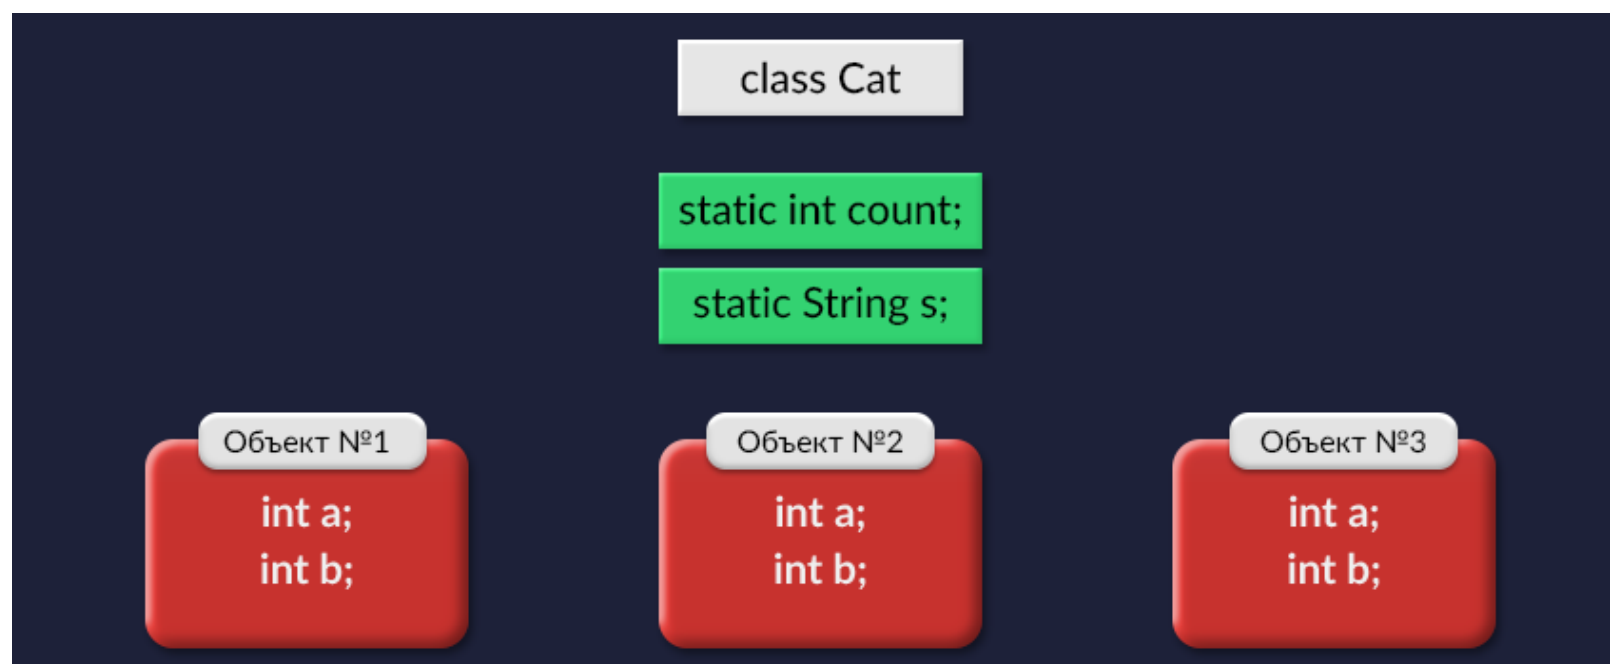 class Cat
static int count;
static String s;
Объект №1
int a;
int b;
Объект №2
int a;
int b;
Объект №3
int a;
int b;